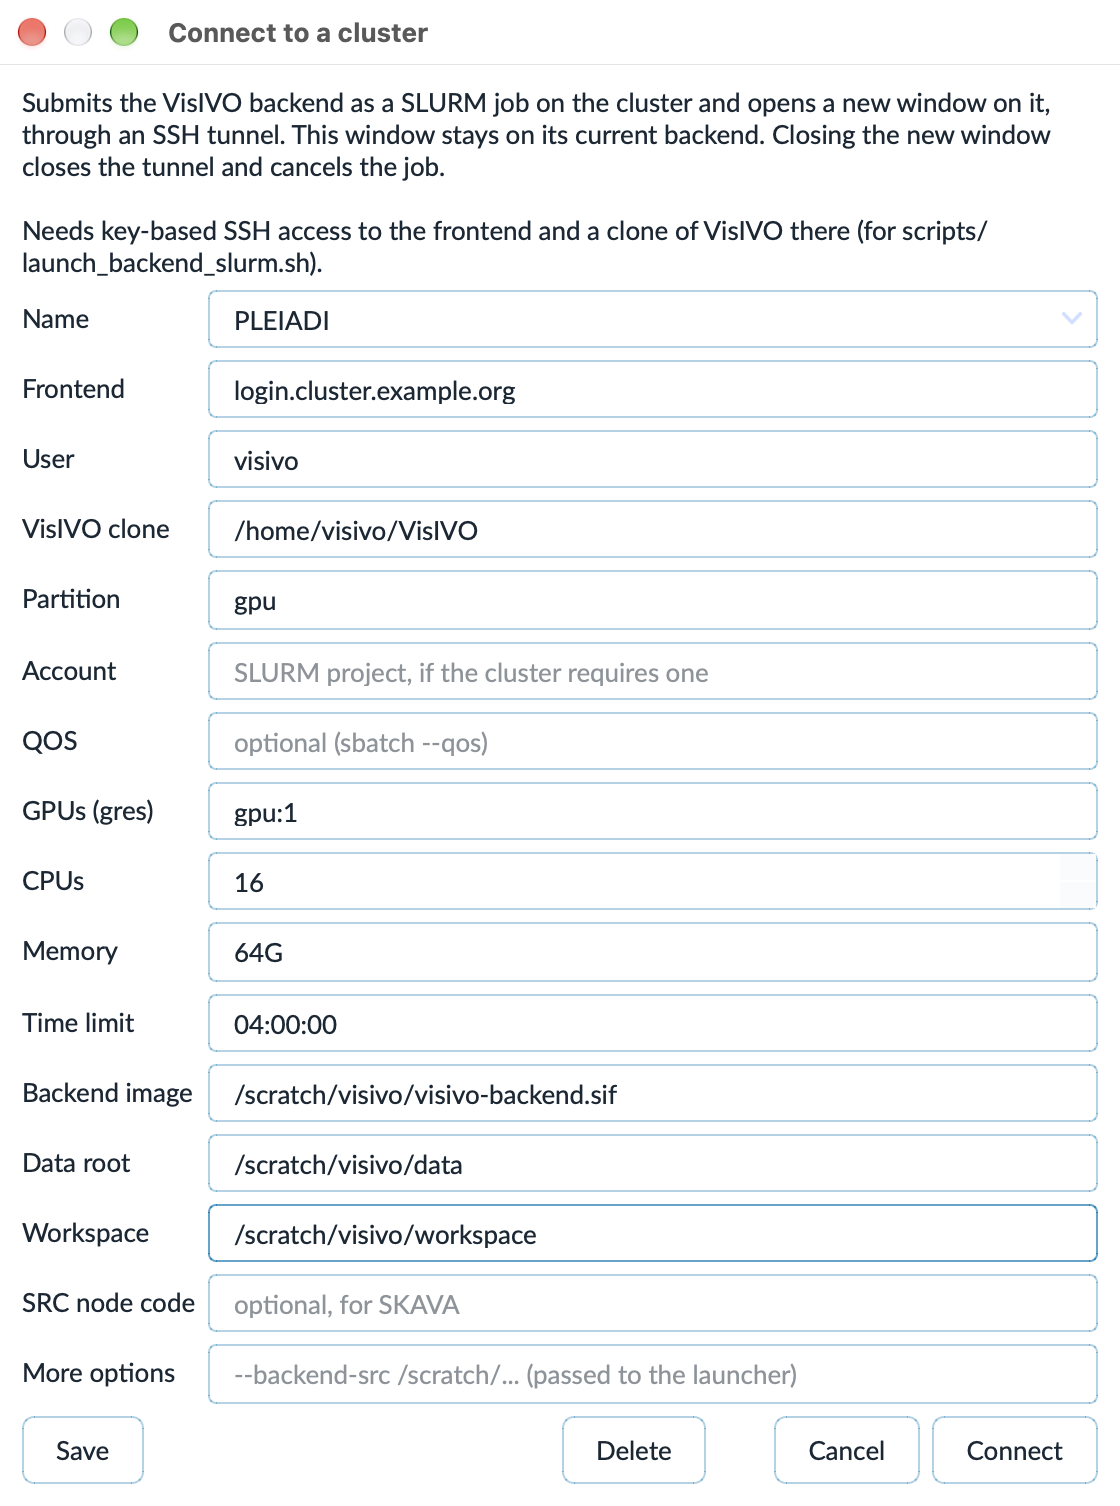 Connect to a cluster
Submits the VisIVO backend as a SLURM job on the cluster and opens a new window on it,
through an SSH tunnel. This window stays on its current backend. Closing the new window
closes the tunnel and cancels the job.
Needs key-based SSH access to the frontend and a clone of VisIVO there (for scripts/
launch_backend_slurm.sh).
Name PLEIADI
Frontend login.cluster.example.org
User visivo
VisIVO clone /home/visivo/VisIVO
Partition gpu
Account SLURM project, if the cluster requires one
QOS optional (sbatch --qos)
GPUs (gres) gpu:1
CPUs 16
Memory 64G
Time limit 04:00:00
Backend image /scratch/visivo/visivo-backend.sif
Data root /scratch/visivo/data
Workspace /scratch/visivo/workspace
SRC node code optional, for SKAVA
More options --backend-src /scratch/... (passed to the launcher)
Save Delete Cancel Connect